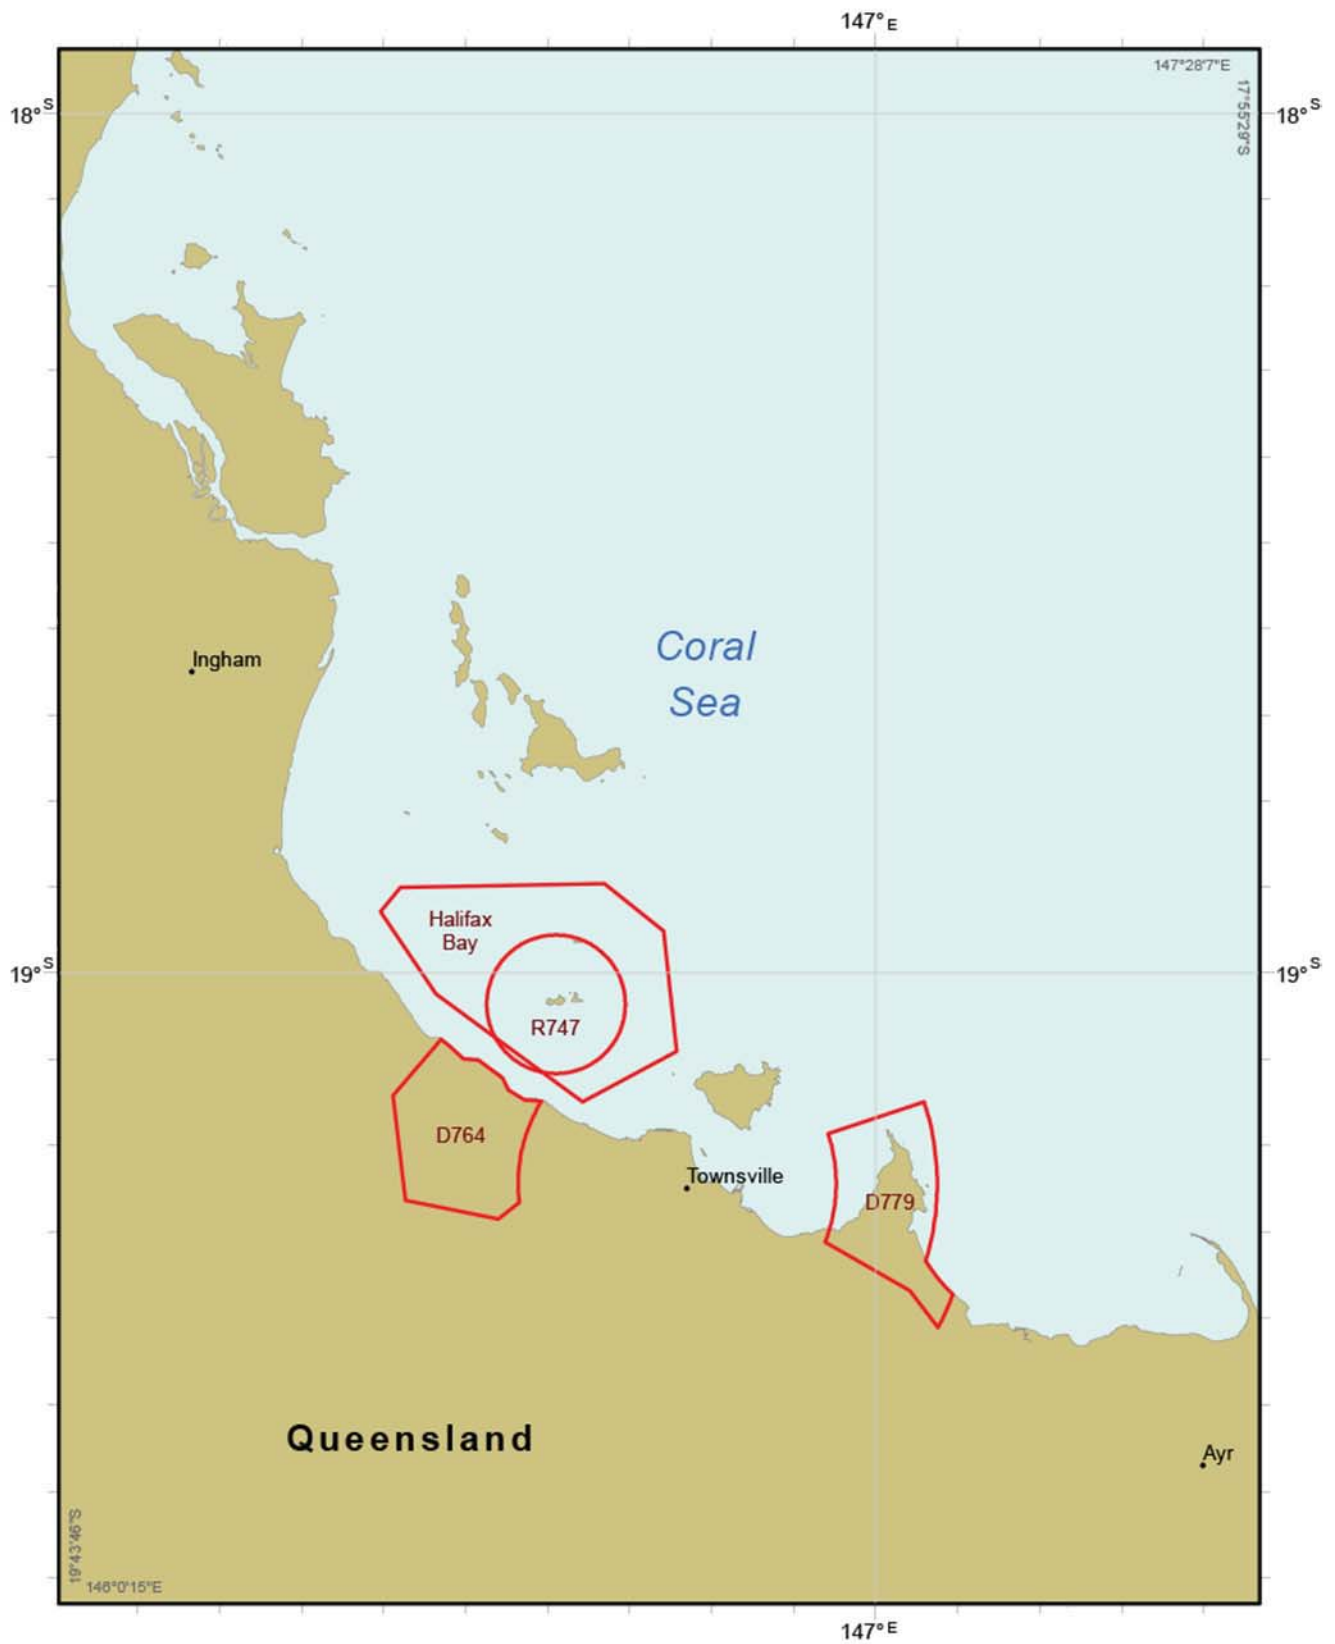 147°E
147°28'7"E
17°55'29"S
18°S
18°S
Ingham
Coral
Sea
Halifax
Bay
19°S
19°S
R747
D764
Townsville
D779
Queensland
Ayr
19°43'46"S
146°0'15"E
147°E